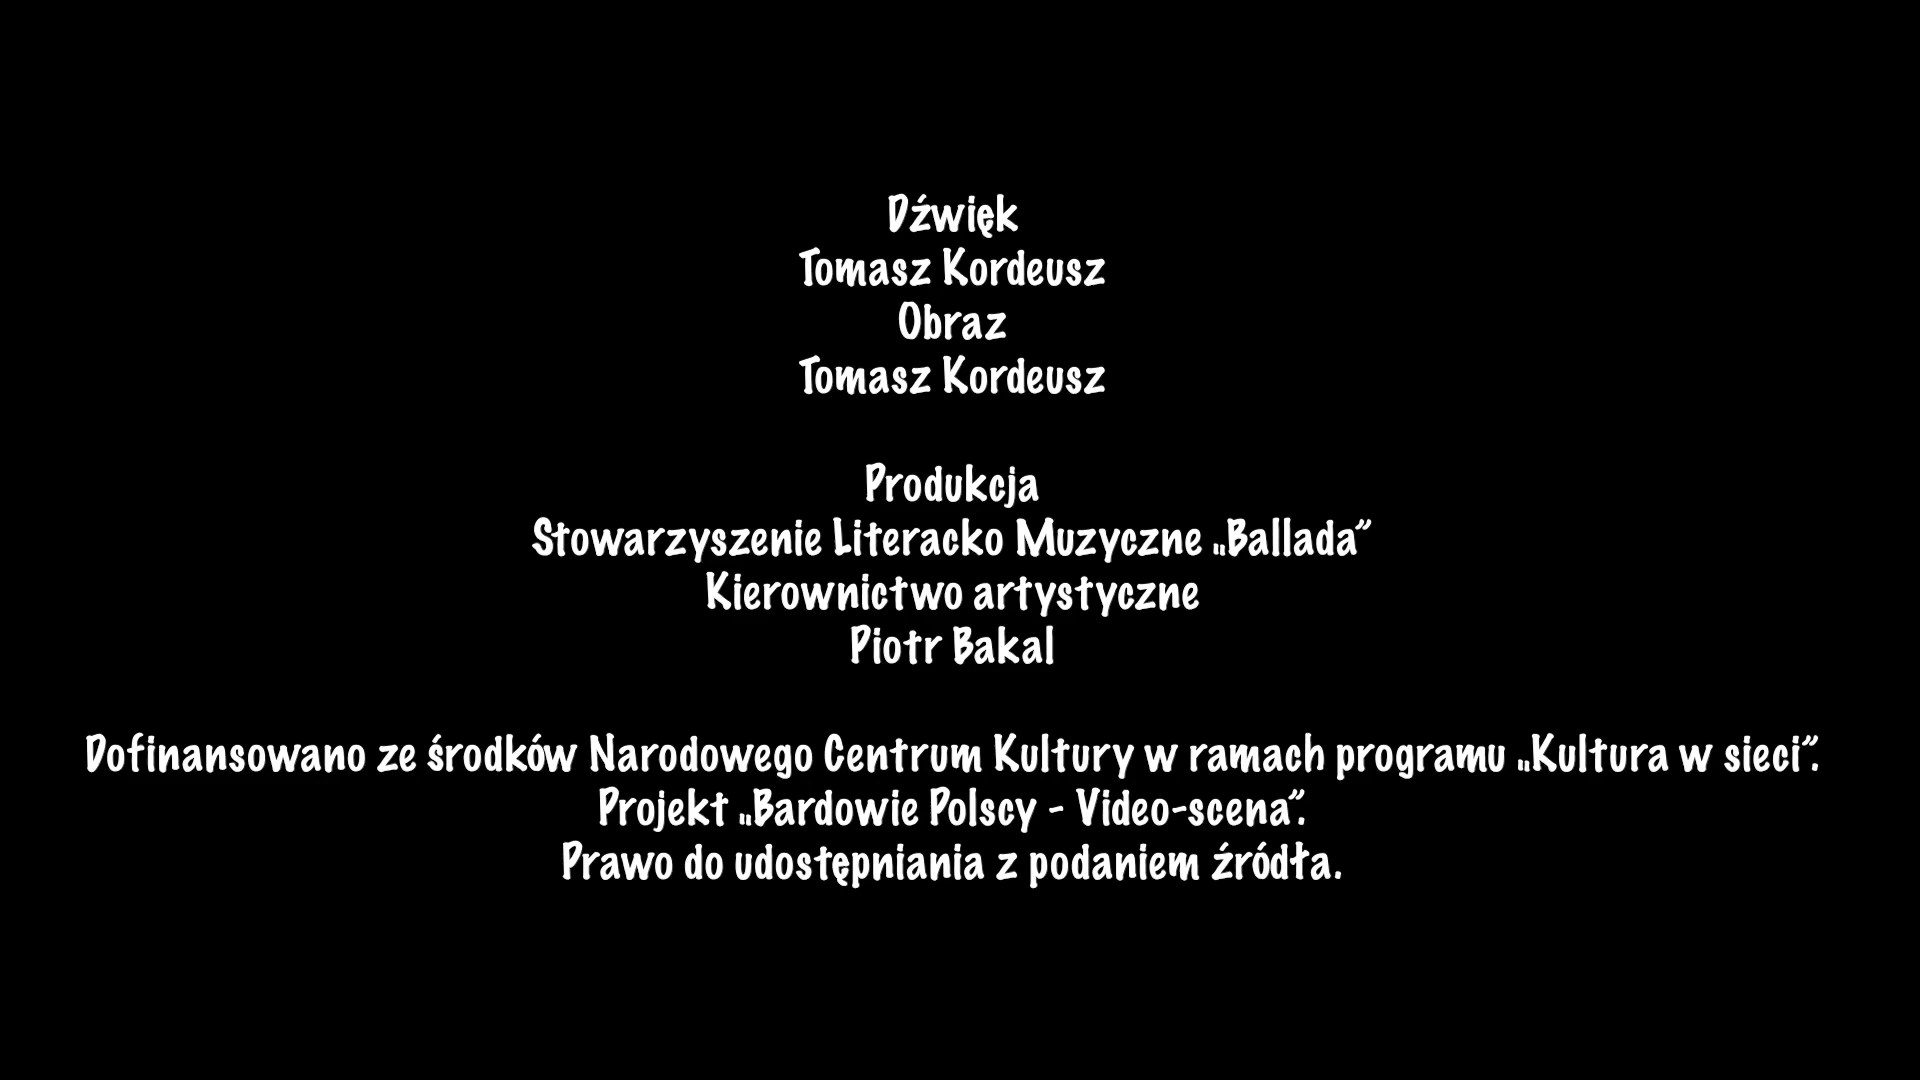 Dźwięk
Tomasz Kordeusz
Obraz
Tomasz Kordeusz
Produkcja
Stowarzyszenie Literacko Muzyczne „Ballada”
Kierownictwo artystyczne
Piotr Bakal
Dofinansowano ze środków Narodowego Centrum Kultury w ramach programu „Kultura w sieci”.
Projekt „Bardowie Polscy - Video-scena”.
Prawo do udostępniania z podaniem źródła.